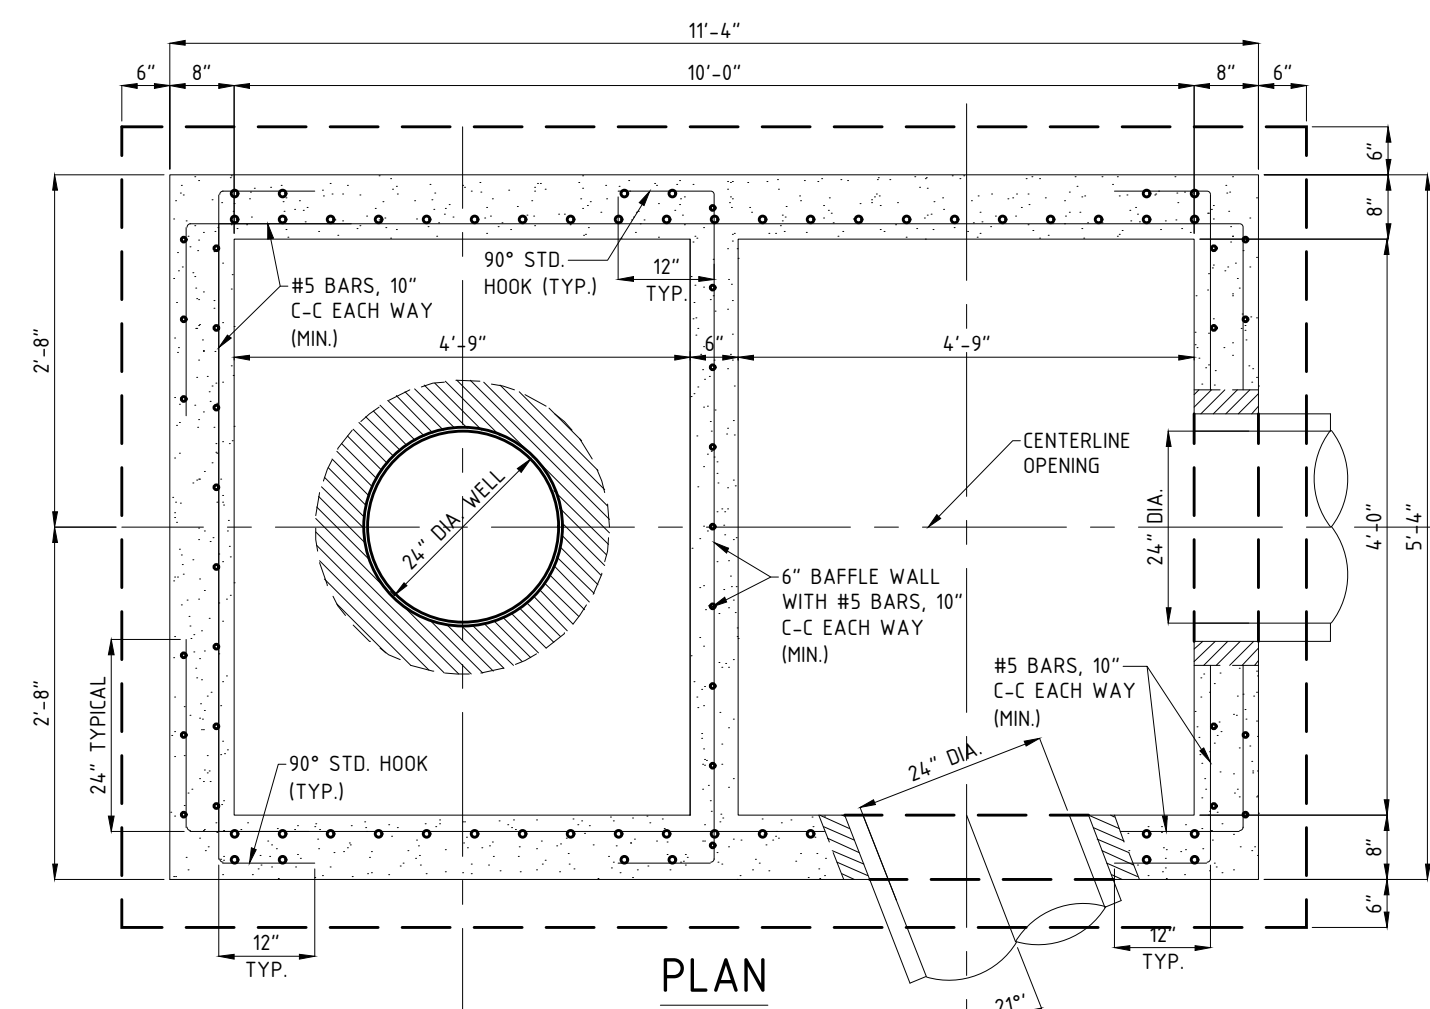 11'-4"
6"
8"
10'-0"
8"
6"
6"
8"
90° STD.
HOOK (TYP.)
12"
TYP.
#5 BARS, 10"
C-C EACH WAY
(MIN.)
2'-8"
4'-9"
6"
4'-9"
CENTERLINE
OPENING
24" DIA. WELL
24" DIA.
4'-0"
5'-4"
6" BAFFLE WALL
WITH #5 BARS, 10"
C-C EACH WAY
(MIN.)
#5 BARS, 10"
C-C EACH WAY
(MIN.)
2'-8"
24" TYPICAL
90° STD. HOOK
(TYP.)
24" DIA.
8"
6"
12"
TYP.
12"
TYP.
PLAN
21°'